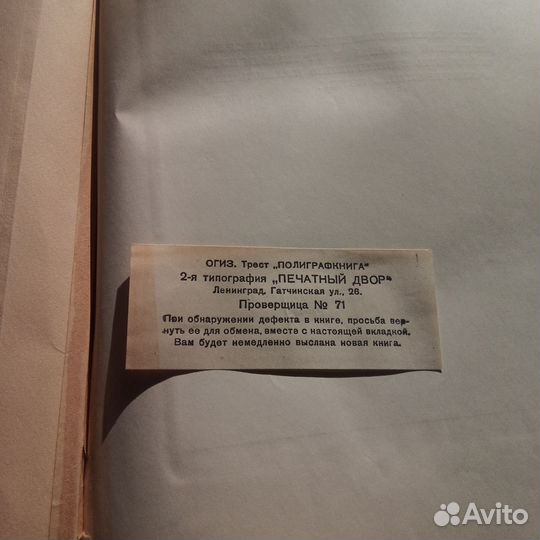 ОГИЗ. Трест „ПОЛИГРАФКНИГА"
2-я типография „ПЕЧАТНЫЙ ДВОР"
Ленинград, Гатчинская ул., 26.
Проверщица № 71
При обнаружении дефекта в книге, просьба вер-
нуть ее для обмена, вместе с настоящей вкладкой.
Вам будет немедленно выслана новая книга.
Avito